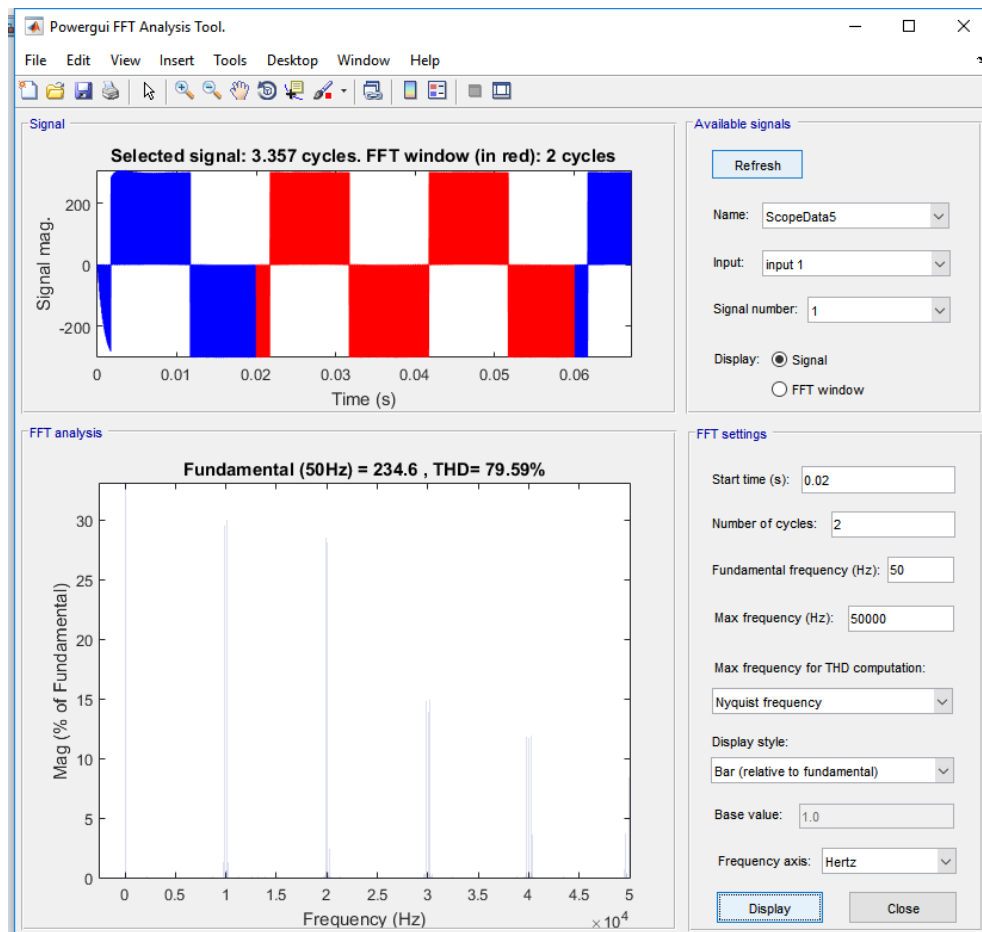 Powergui FFT Analysis Tool.
File Edit View Insert Tools Desktop Window Help
Signal
Selected signal: 3.357 cycles. FFT window (in red): 2 cycles
Signal mag.
200
0
-200
0 0.01 0.02 0.03 0.04 0.05 0.06
Time (s)
Available signals
Refresh
Name: ScopeData5
Input: input 1
Signal number: 1
Display: Signal
FFT window
FFT analysis
Fundamental (50Hz) = 234.6 , THD= 79.59%
Mag (% of Fundamental)
30
25
20
15
10
5
0
0 0.5 1 1.5 2 2.5 3 3.5 4 4.5 5
Frequency (Hz)
×10^4
FFT settings
Start time (s): 0.02
Number of cycles: 2
Fundamental frequency (Hz): 50
Max frequency (Hz): 50000
Max frequency for THD computation:
Nyquist frequency
Display style:
Bar (relative to fundamental)
Base value: 1.0
Frequency axis: Hertz
Display Close